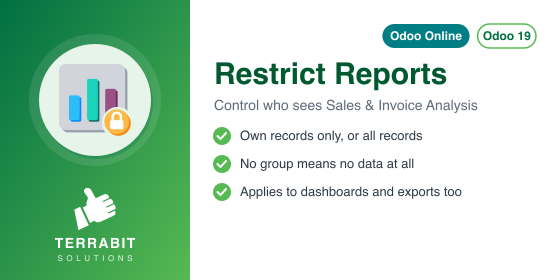 Odoo Online
Odoo 19
Restrict Reports
Control who sees Sales & Invoice Analysis
Own records only, or all records
No group means no data at all
Applies to dashboards and exports too
TERRABIT
SOLUTIONS